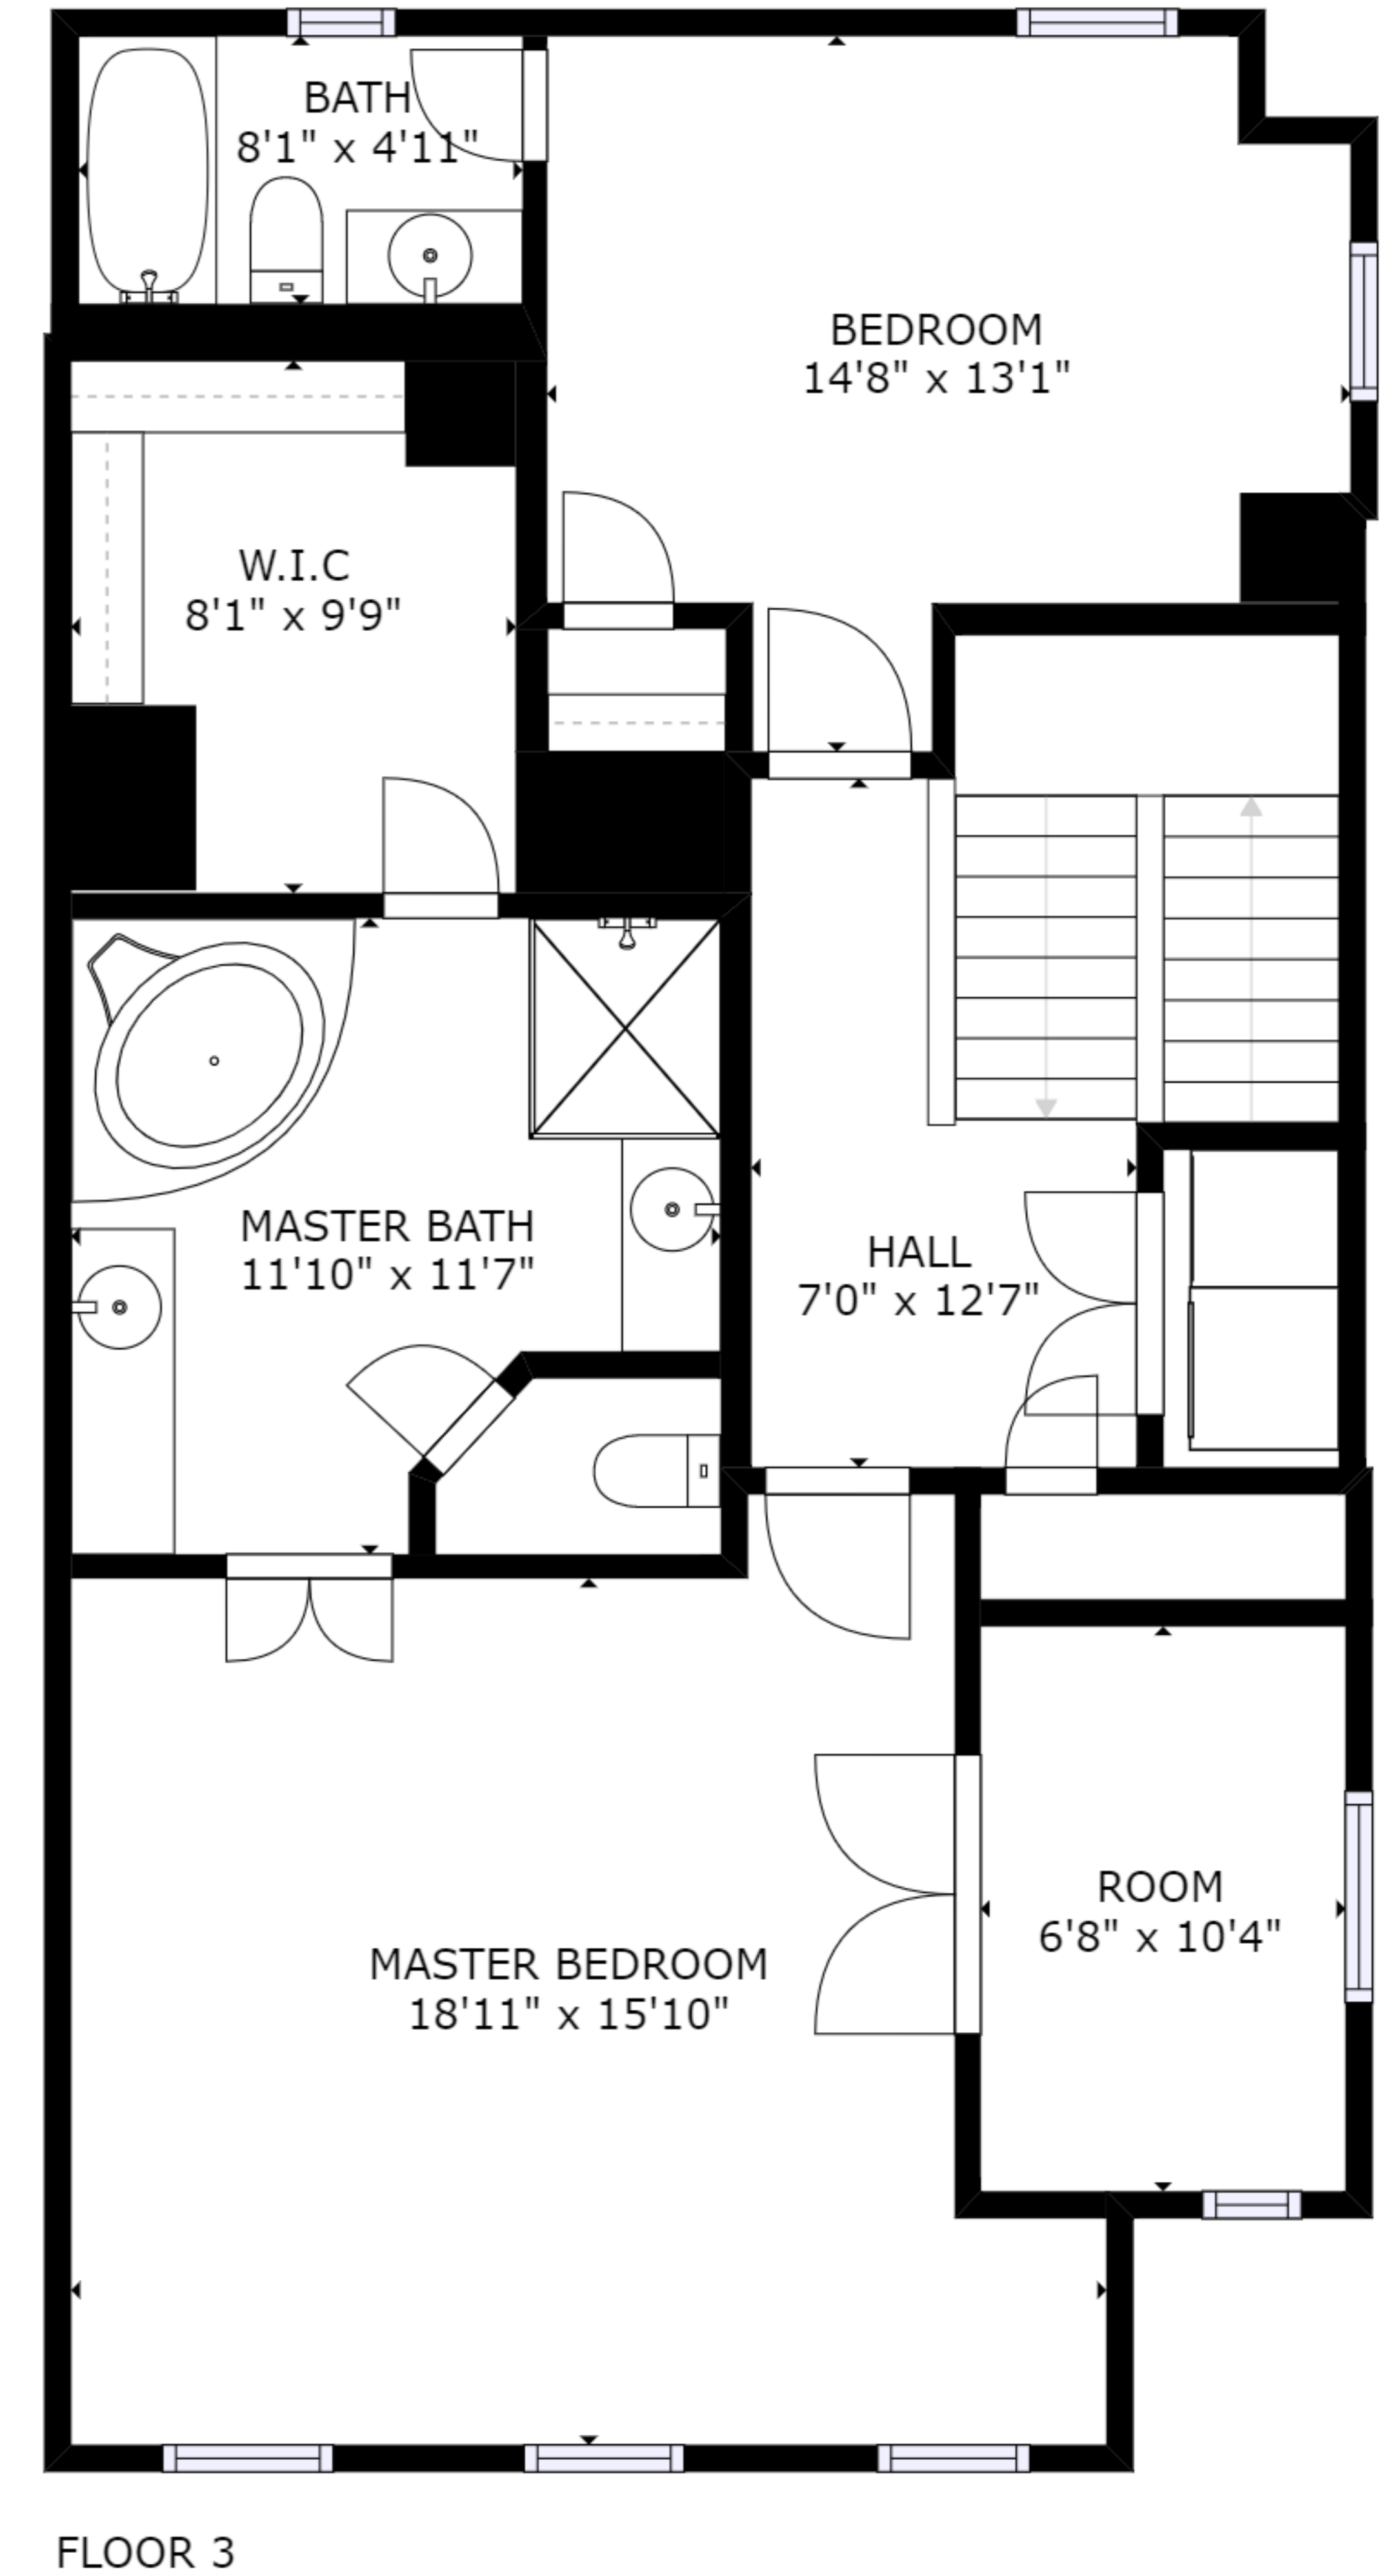 BATH
8'1" x 4'11"
BEDROOM
14'8" x 13'1"
W.I.C
8'1" x 9'9"
MASTER BATH
11'10" x 11'7"
HALL
7'0" x 12'7"
ROOM
6'8" x 10'4"
MASTER BEDROOM
18'11" x 15'10"
FLOOR 3